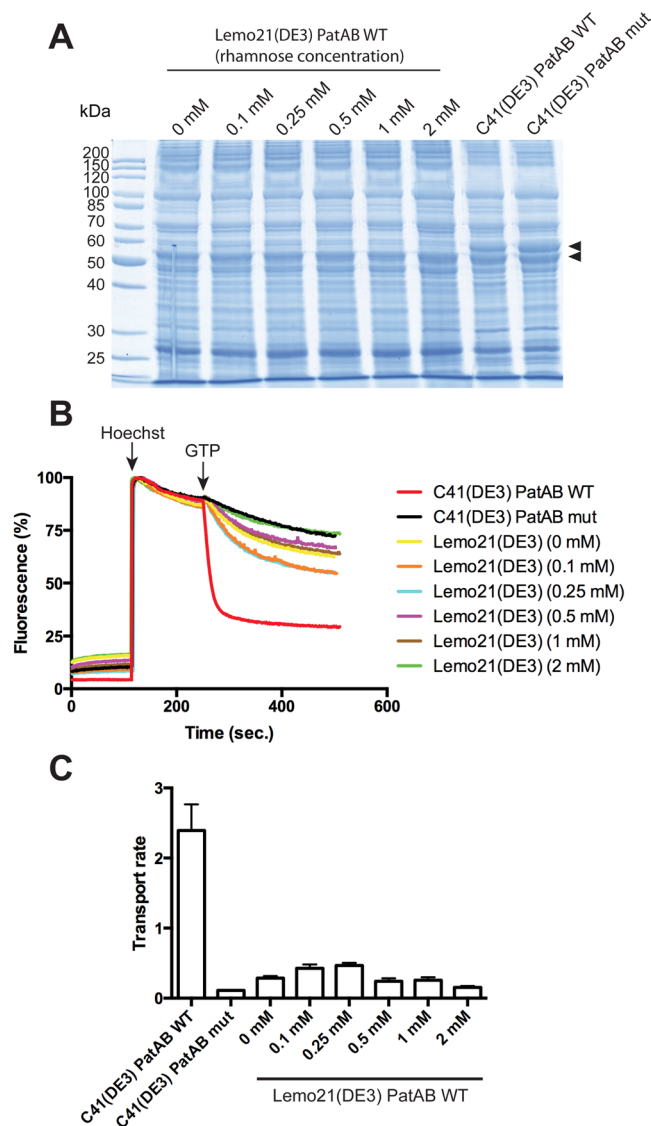 A
Lemo21(DE3) PatAB WT
(rhamnose concentration)
kDa
0 mM
0.1 mM
0.25 mM
0.5 mM
1 mM
2 mM
C41(DE3) PatAB WT
C41(DE3) PatAB mut
200
150
120
100
85
70
60
50
40
30
25
B
Hoechst
GTP
Fluorescence (%)
100
75
50
25
0
0
200
400
600
Time (sec.)
C41(DE3) PatAB WT
C41(DE3) PatAB mut
Lemo21(DE3) (0 mM)
Lemo21(DE3) (0.1 mM)
Lemo21(DE3) (0.25 mM)
Lemo21(DE3) (0.5 mM)
Lemo21(DE3) (1 mM)
Lemo21(DE3) (2 mM)
C
Transport rate
3
2
1
0
C41(DE3) PatAB WT
C41(DE3) PatAB mut
0 mM
0.1 mM
0.25 mM
0.5 mM
1 mM
2 mM
Lemo21(DE3) PatAB WT